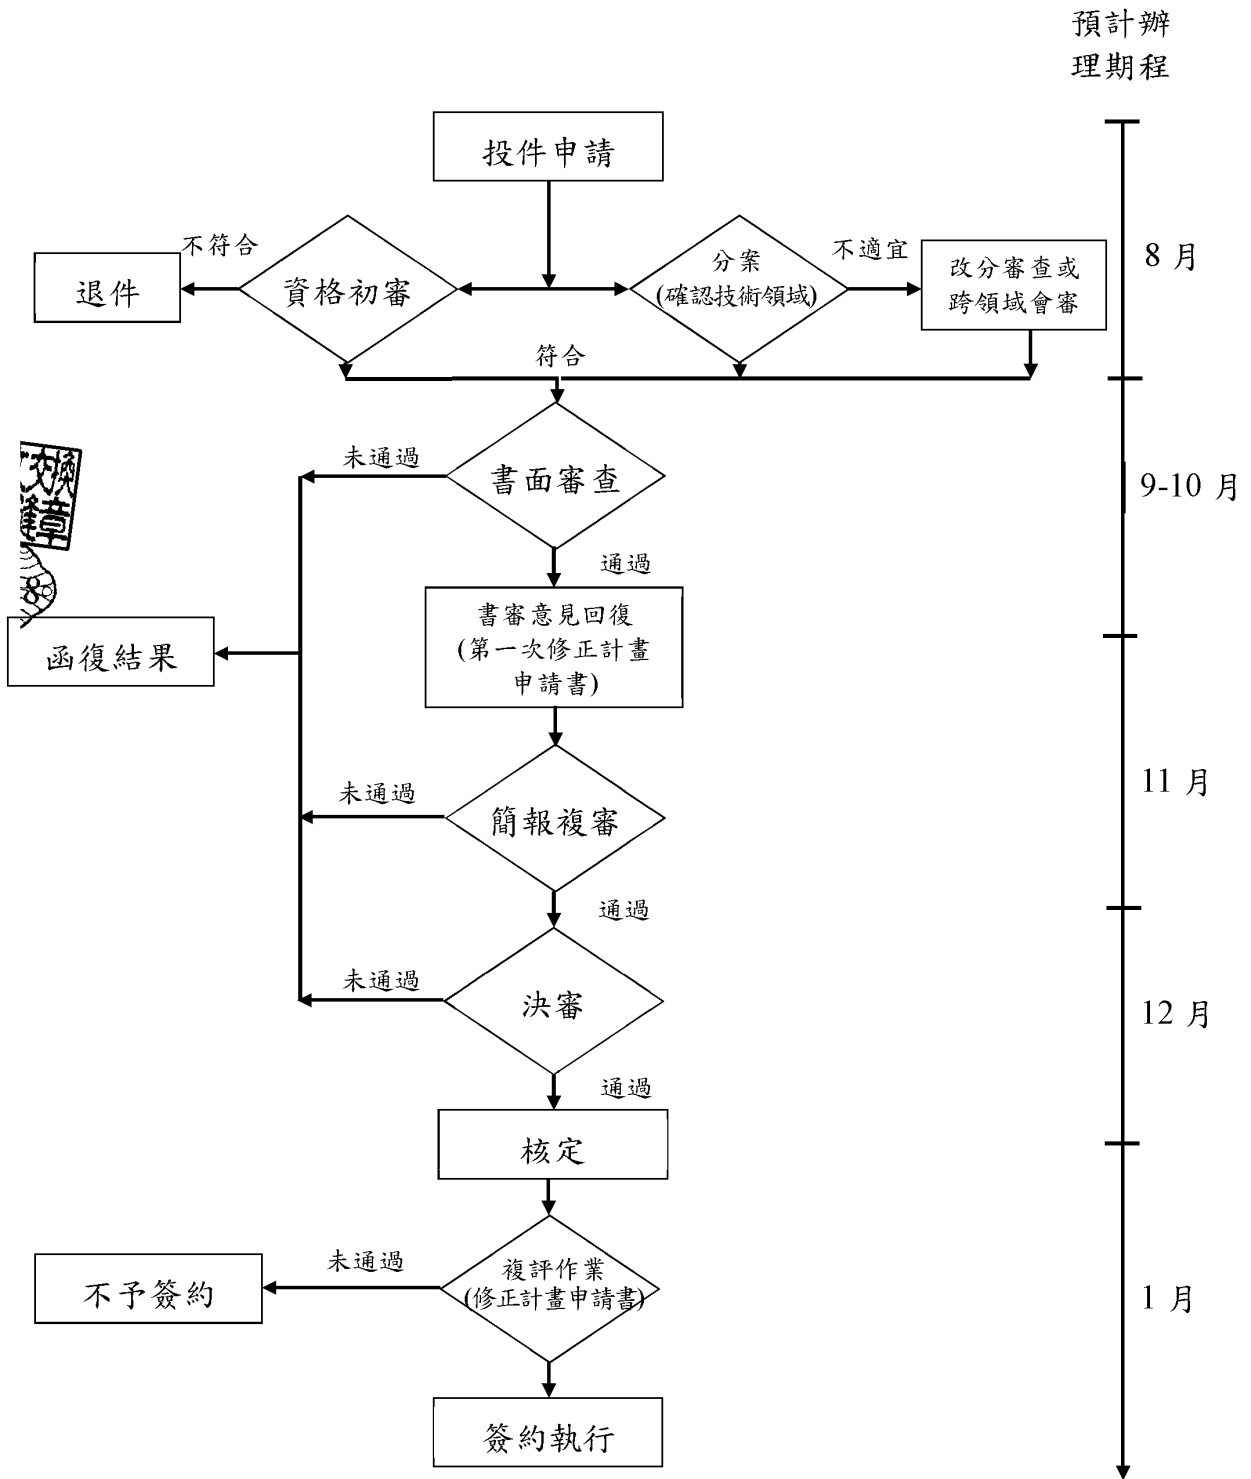 預計辦
理期程
投件申請
不符合
退件
資格初審
分案
(確認技術領域)
不適宜
改分審查或
跨領域會審
8 月
符合
未通過
書面審查
9-10 月
換
章
通過
書審意見回復
(第一次修正計畫
申請書)
函復結果
未通過
簡報複審
11 月
通過
未通過
決審
12 月
通過
核定
未通過
不予簽約
複評作業
(修正計畫申請書)
1 月
簽約執行